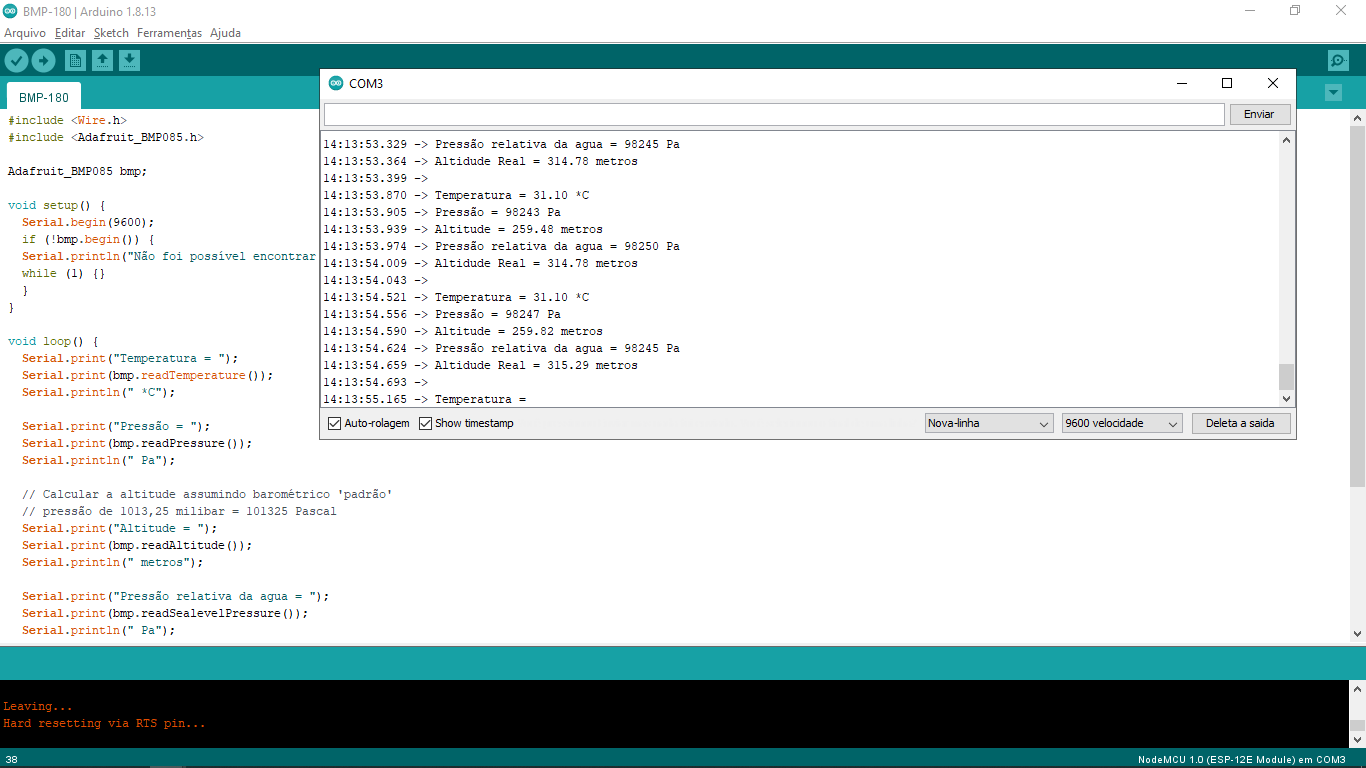 BMP-180 | Arduino 1.8.13
Arquivo Editar Sketch Ferramentas Ajuda
BMP-180
#include <Wire.h>
#include <Adafruit_BMP085.h>
Adafruit_BMP085 bmp;
void setup() {
Serial.begin(9600);
if (!bmp.begin()) {
Serial.println("Não foi possível encontrar
while (1) {}
}
}
void loop() {
Serial.print("Temperatura = ");
Serial.print(bmp.readTemperature());
Serial.println(" *C");
Serial.print("Pressão = ");
Serial.print(bmp.readPressure());
Serial.println(" Pa");
// Calcular a altitude assumindo barométrico 'padrão'
// pressão de 1013,25 milibar = 101325 Pascal
Serial.print("Altitude = ");
Serial.print(bmp.readAltitude());
Serial.println(" metros");
Serial.print("Pressão relativa da agua = ");
Serial.print(bmp.readSealevelPressure());
Serial.println(" Pa");
COM3
Enviar
14:13:53.329 -> Pressão relativa da agua = 98245 Pa
14:13:53.364 -> Altidude Real = 314.78 metros
14:13:53.399 ->
14:13:53.870 -> Temperatura = 31.10 *C
14:13:53.905 -> Pressão = 98243 Pa
14:13:53.939 -> Altitude = 259.48 metros
14:13:53.974 -> Pressão relativa da agua = 98250 Pa
14:13:54.009 -> Altidude Real = 314.78 metros
14:13:54.043 ->
14:13:54.521 -> Temperatura = 31.10 *C
14:13:54.556 -> Pressão = 98247 Pa
14:13:54.590 -> Altitude = 259.82 metros
14:13:54.624 -> Pressão relativa da agua = 98245 Pa
14:13:54.659 -> Altidude Real = 315.29 metros
14:13:54.693 ->
14:13:55.165 -> Temperatura =
Auto-rolagem Show timestamp Nova-linha 9600 velocidade Deleta a saida
Leaving...
Hard resetting via RTS pin...
38 NodeMCU 1.0 (ESP-12E Module) em COM3